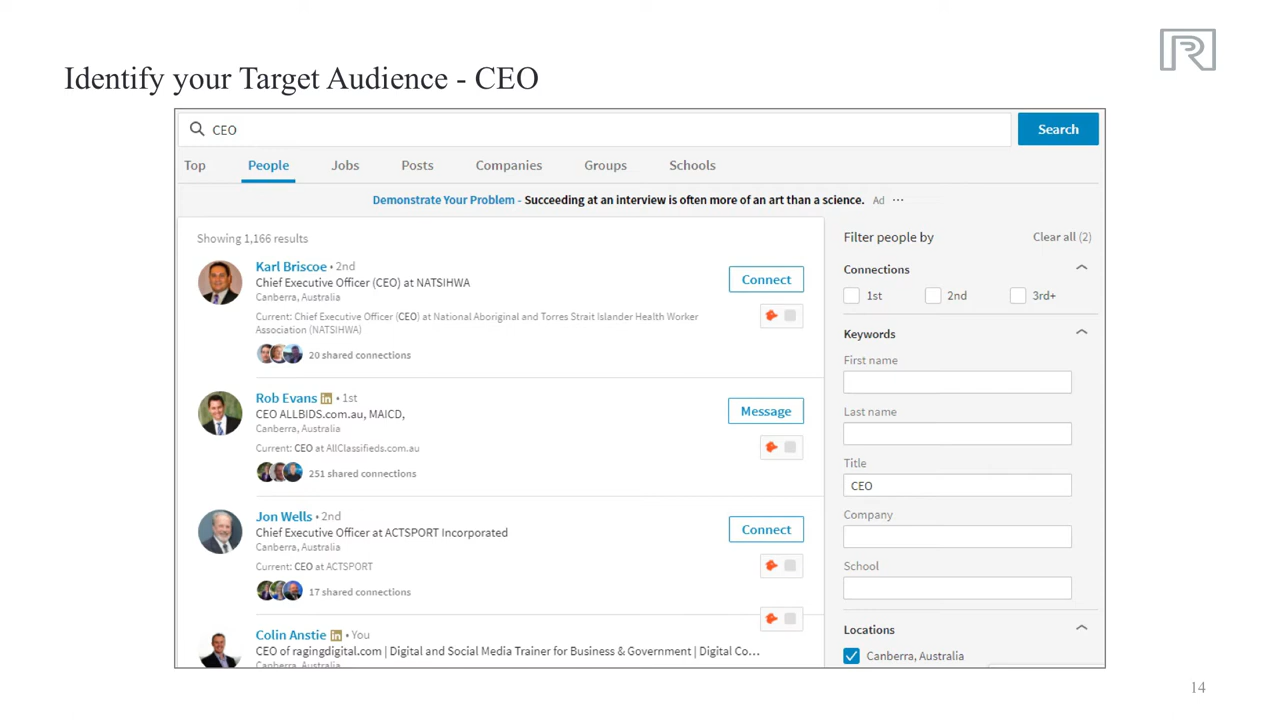 Identify your Target Audience - CEO
CEO
Search
Top People Jobs Posts Companies Groups Schools
Demonstrate Your Problem - Succeeding at an interview is often more of an art than a science. Ad ···
Showing 1,166 results
Karl Briscoe • 2nd
Chief Executive Officer (CEO) at NATSIHWA
Canberra, Australia
Current: Chief Executive Officer (CEO) at National Aboriginal and Torres Strait Islander Health Worker
Association (NATSIHWA)
20 shared connections
Connect
Rob Evans in • 1st
CEO ALLBIDS.com.au, MAICD,
Canberra, Australia
Current: CEO at AllClassifieds.com.au
251 shared connections
Message
Jon Wells • 2nd
Chief Executive Officer at ACTSPORT Incorporated
Canberra, Australia
Current: CEO at ACTSPORT
17 shared connections
Connect
Colin Anstie in • You
CEO of ragingdigital.com | Digital and Social Media Trainer for Business & Government | Digital Co…
Canberra, Australia
Filter people by Clear all (2)
Connections
1st 2nd 3rd+
Keywords
First name
Last name
Title
CEO
Company
School
Locations
Canberra, Australia
14